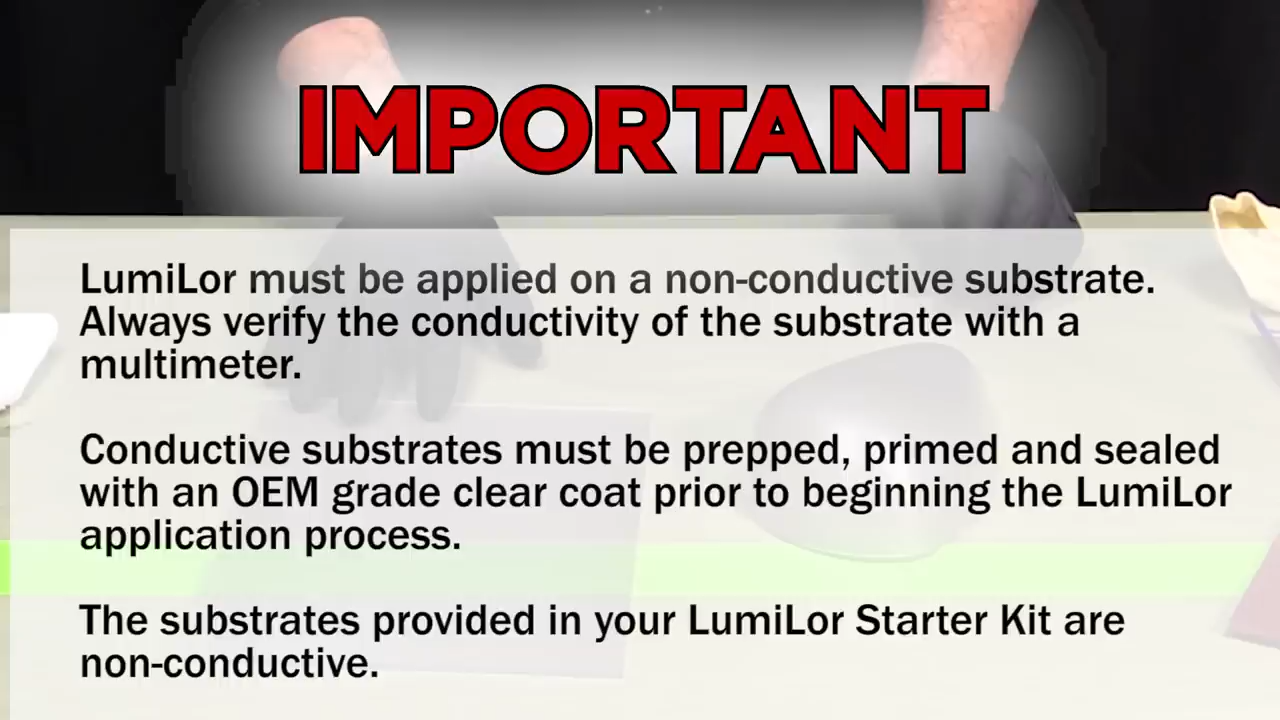 IMPORTANT
LumiLor must be applied on a non-conductive substrate.
Always verify the conductivity of the substrate with a
multimeter.
Conductive substrates must be prepped, primed and sealed
with an OEM grade clear coat prior to beginning the LumiLor
application process.
The substrates provided in your LumiLor Starter Kit are
non-conductive.